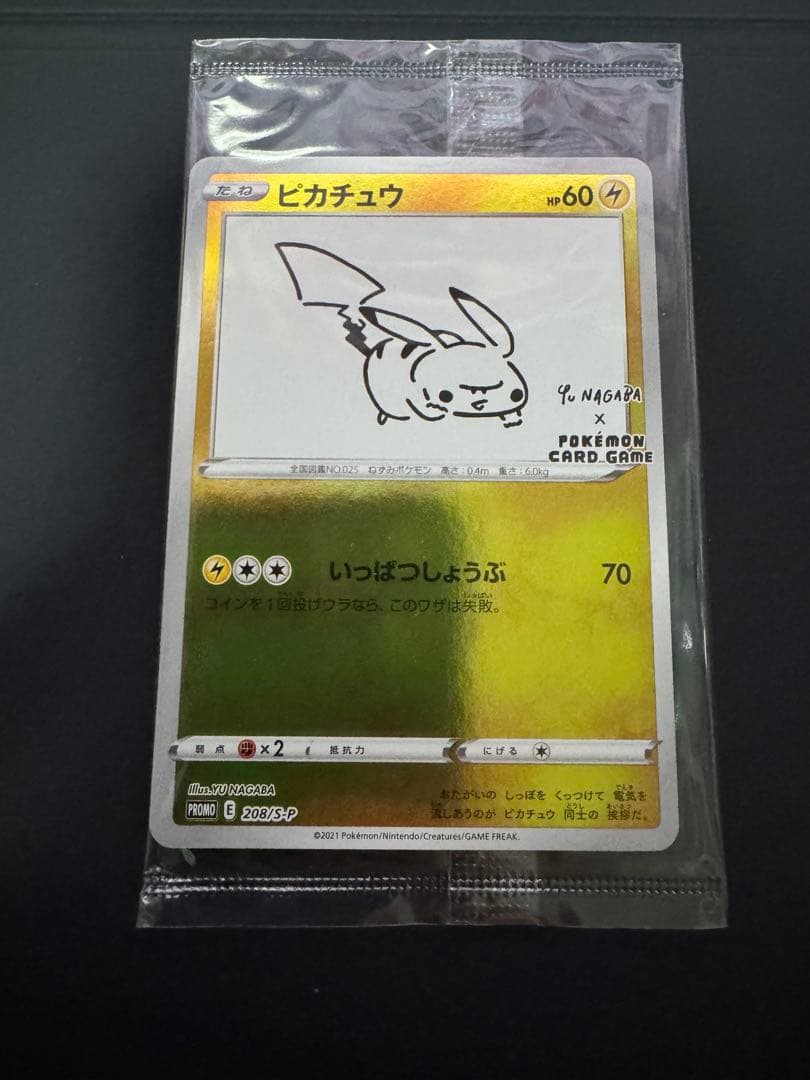 たね ピカチュウ HP60
Yu NAGABA
×
POKÉMON
CARD GAME
全国図鑑NO.025 ねずみポケモン 高さ:0.4m 重さ:6.0kg
いっぱつしょうぶ 70
コインを1回投げウラなら、このワザは失敗。
弱点 ×2 抵抗力 にげる
Illus.YU NAGABA
PROMO E 208/S-P
おたがいの しっぽを くっつけて 電気を
流しあうのが ピカチュウ 同士の 挨拶だ。
©2021 Pokémon/Nintendo/Creatures/GAME FREAK.